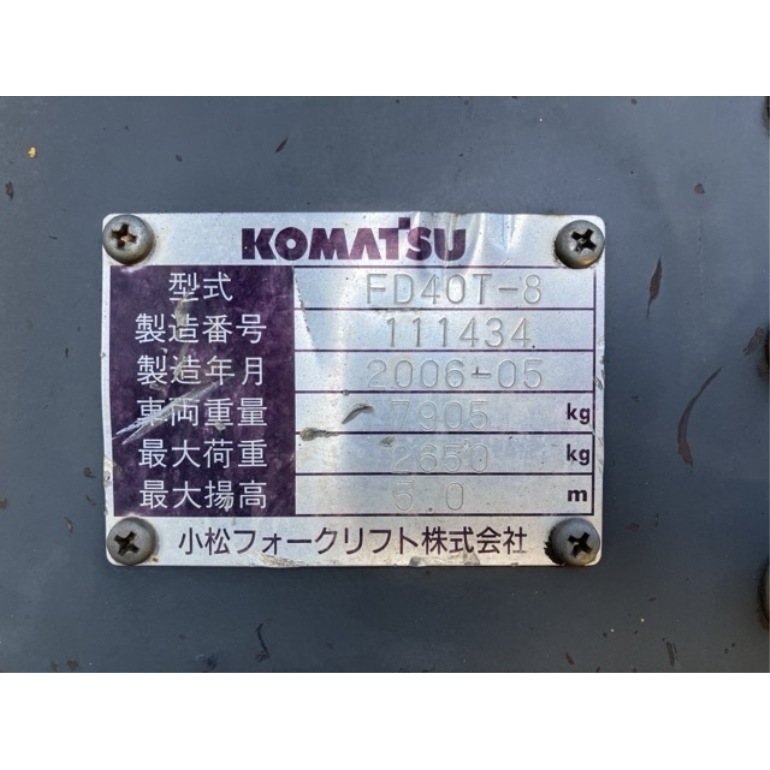 KOMATSU
型式 FD40T-8
製造番号 111434
製造年月 2006-05
車両重量 7905 kg
最大荷重 2650 kg
最大揚高 5.0 m
小松フォークリフト株式会社